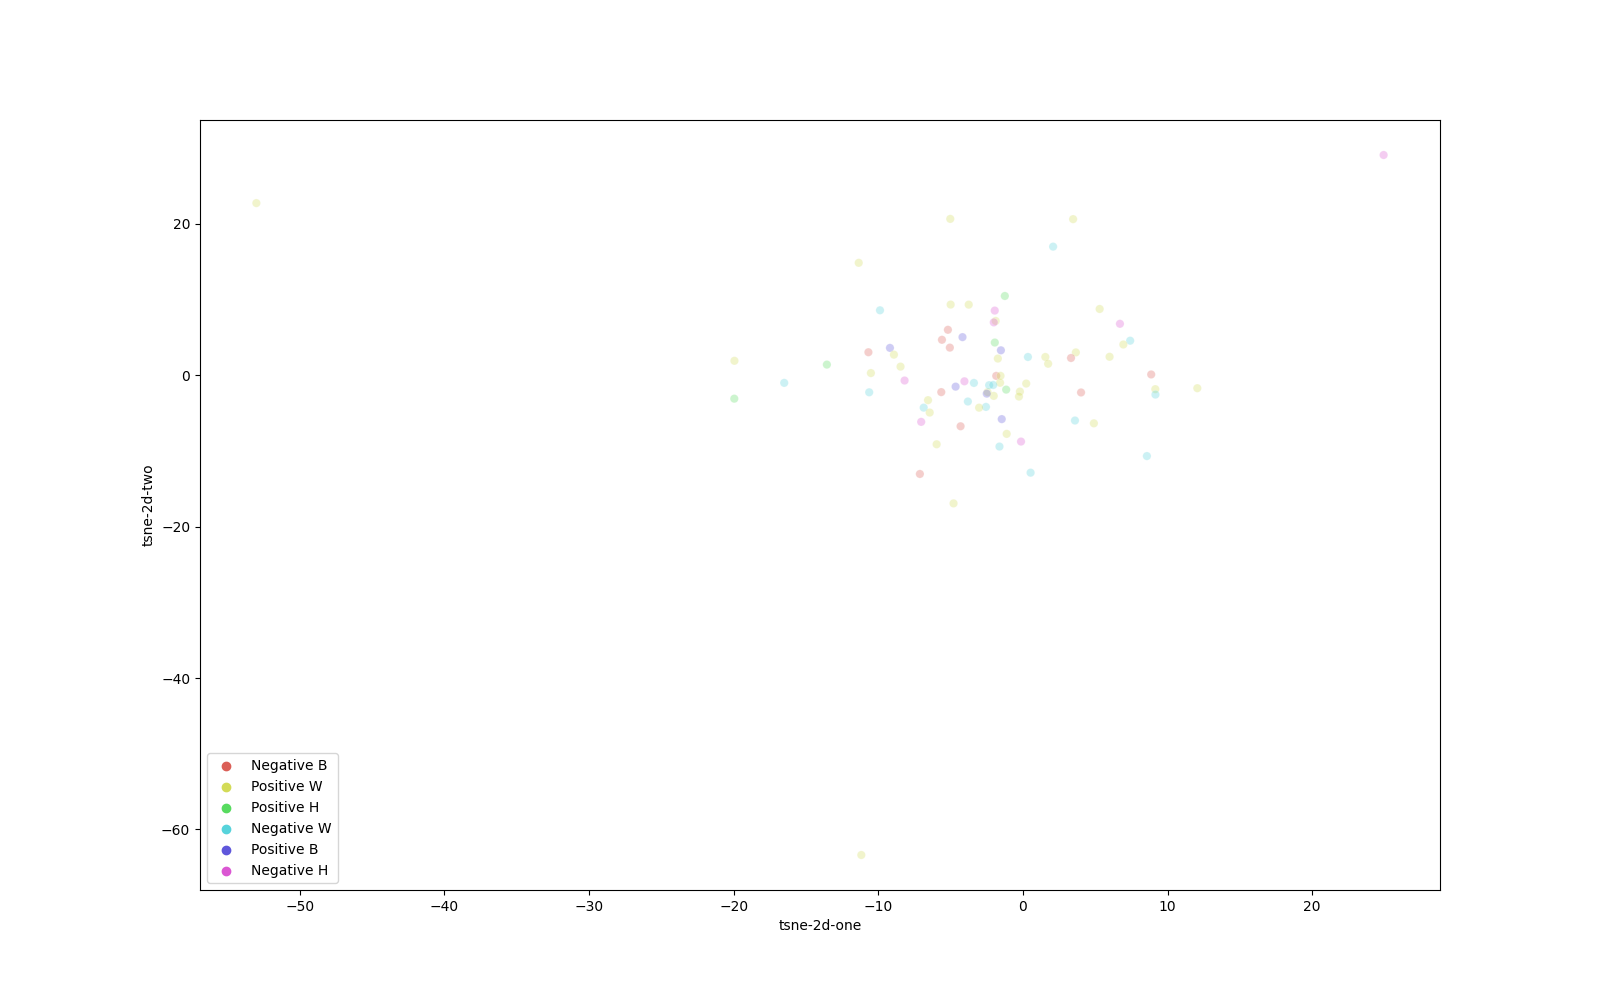 20
0
−20
−40
−60
tsne-2d-two
−50
−40
−30
−20
−10
0
10
20
tsne-2d-one
Negative B
Positive W
Positive H
Negative W
Positive B
Negative H